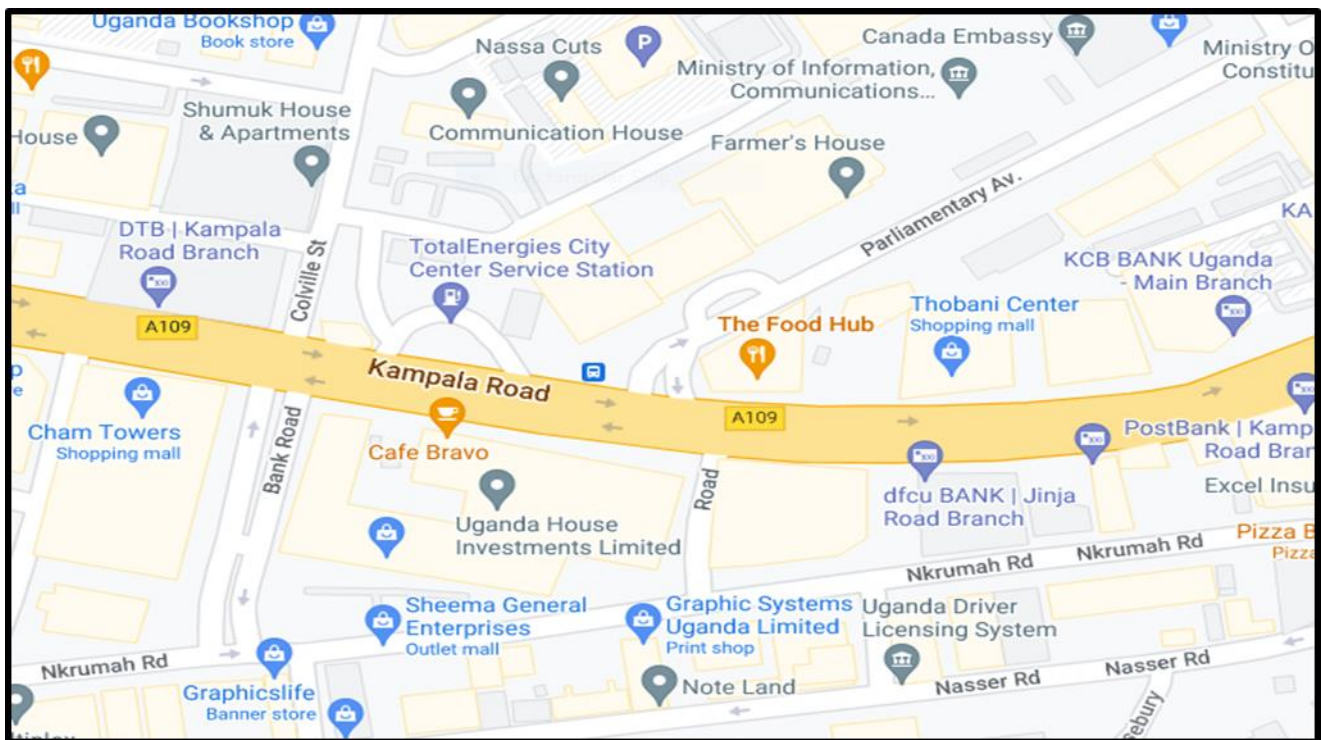 Uganda Bookshop
Book store
Nassa Cuts
P
Canada Embassy
Ministry O
Constitu
Ministry of Information,
Communications...
Shumuk House
& Apartments
House
Communication House
Farmer's House
a
ll
DTB | Kampala
Road Branch
Colville St
TotalEnergies City
Center Service Station
Parliamentary Av.
KA
KCB BANK Uganda
- Main Branch
Thobani Center
Shopping mall
The Food Hub
A109
Kampala Road
A109
p
e
Cham Towers
Shopping mall
Bank Road
Cafe Bravo
PostBank | Kamp
Road Bran
Uganda House
Investments Limited
Road
dfcu BANK | Jinja
Road Branch
Excel Insu
Pizza B
Pizza
Nkrumah Rd
Nkrumah Rd
Sheema General
Enterprises
Outlet mall
Graphic Systems
Uganda Limited
Print shop
Uganda Driver
Licensing System
Nkrumah Rd
Graphicslife
Banner store
Note Land
Nasser Rd
Nasser Rd
sebury